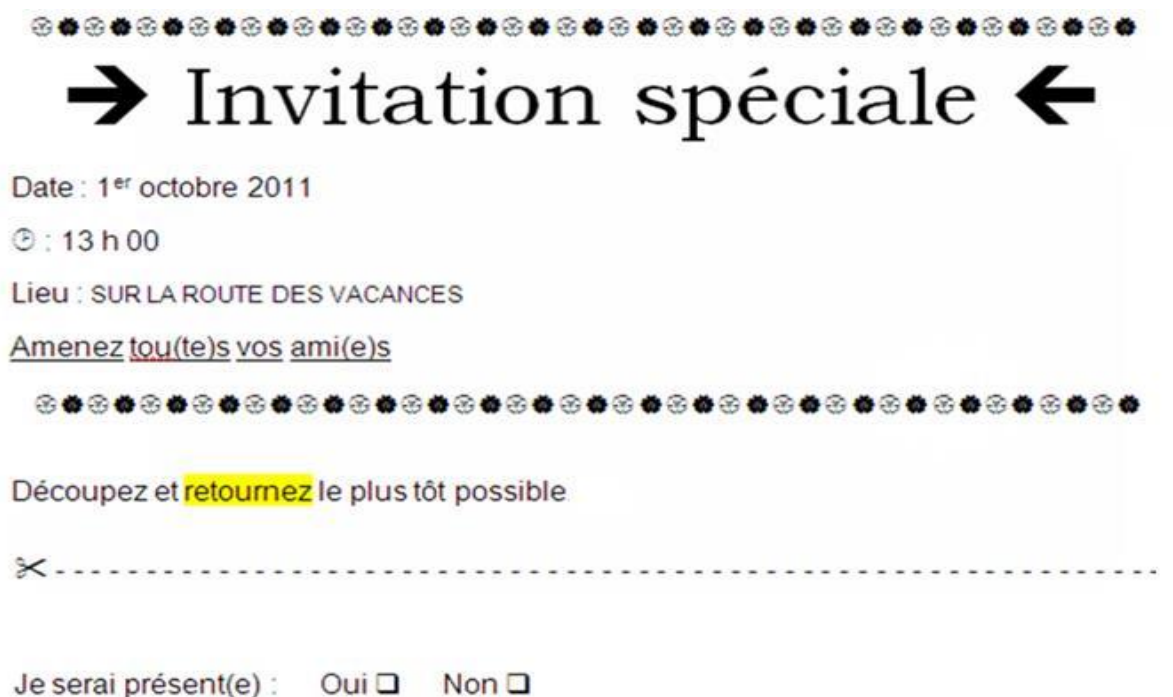 → Invitation spéciale ←
Date : 1er octobre 2011
🕑 : 13 h 00
Lieu : SUR LA ROUTE DES VACANCES
Amenez tou(te)s vos ami(e)s
Découpez et retournez le plus tôt possible
Je serai présent(e) : Oui ❑ Non ❑